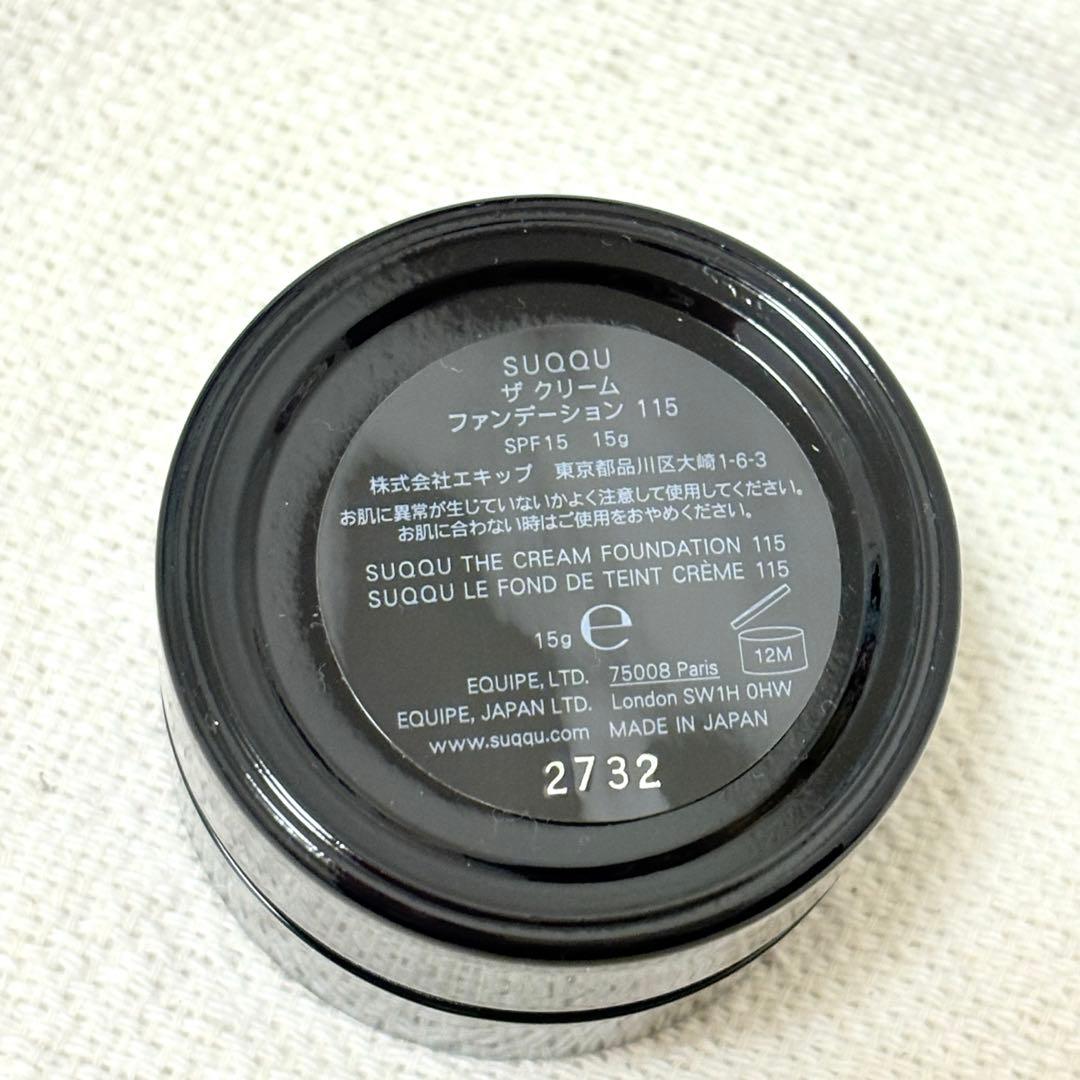 SUQQU
ザ クリーム
ファンデーション 115
SPF15 15g
株式会社エキップ 東京都品川区大崎1-6-3
お肌に異常が生じていないかよく注意して使用してください。
お肌に合わない時はご使用をおやめください。
SUQQU THE CREAM FOUNDATION 115
SUQQU LE FOND DE TEINT CRÈME 115
15g ℮
12M
EQUIPE, LTD. 75008 Paris
EQUIPE, JAPAN LTD. London SW1H 0HW
www.suqqu.com MADE IN JAPAN
2732